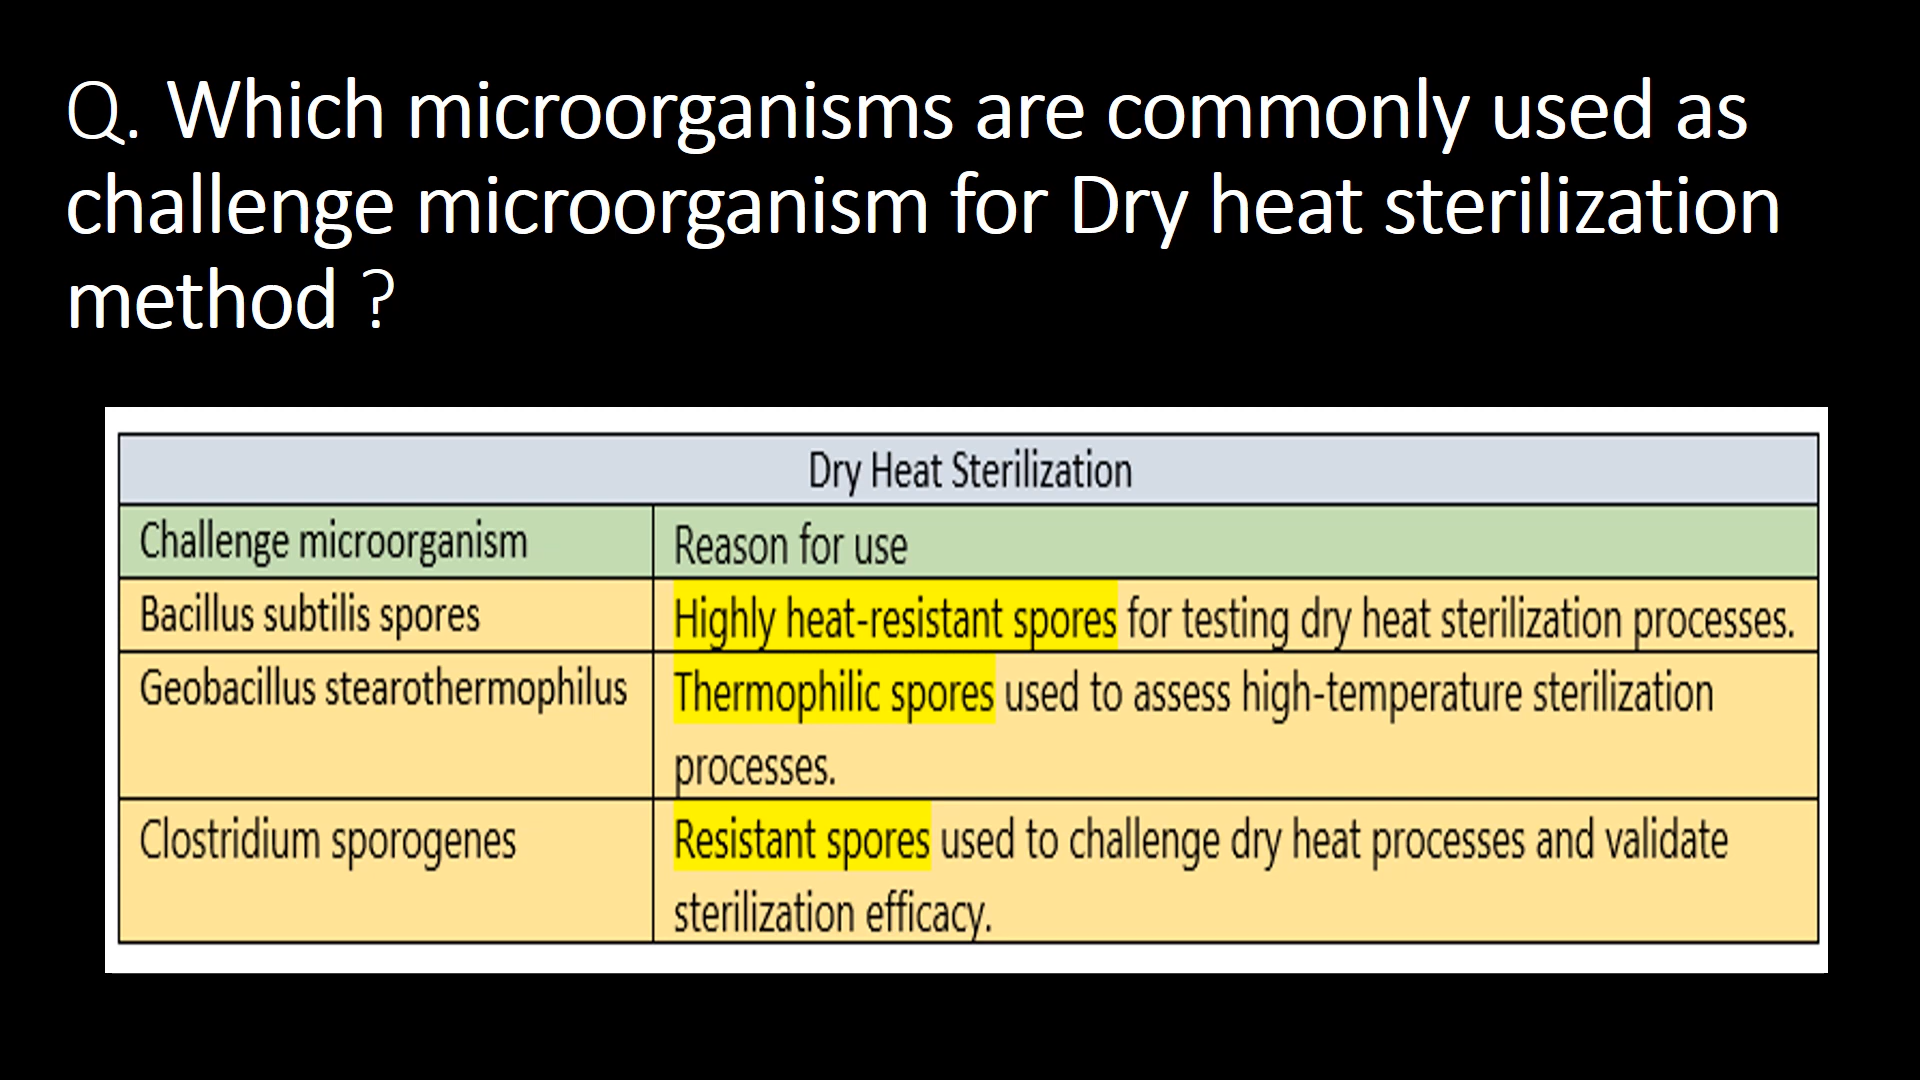 Q. Which microorganisms are commonly used as
challenge microorganism for Dry heat sterilization
method ?
Dry Heat Sterilization
Challenge microorganism
Reason for use
Bacillus subtilis spores
Highly heat-resistant spores for testing dry heat sterilization processes.
Geobacillus stearothermophilus
Thermophilic spores used to assess high-temperature sterilization
processes.
Clostridium sporogenes
Resistant spores used to challenge dry heat processes and validate
sterilization efficacy.